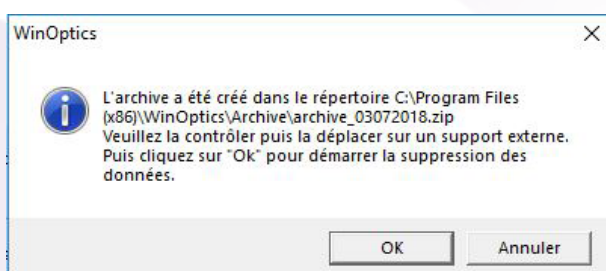 WinOptics
L'archive a été créé dans le répertoire C:\Program Files
(x86)\WinOptics\Archive\archive_03072018.zip
Veuillez la contrôler puis la déplacer sur un support externe.
Puis cliquez sur "Ok" pour démarrer la suppression des
données.
OK
Annuler